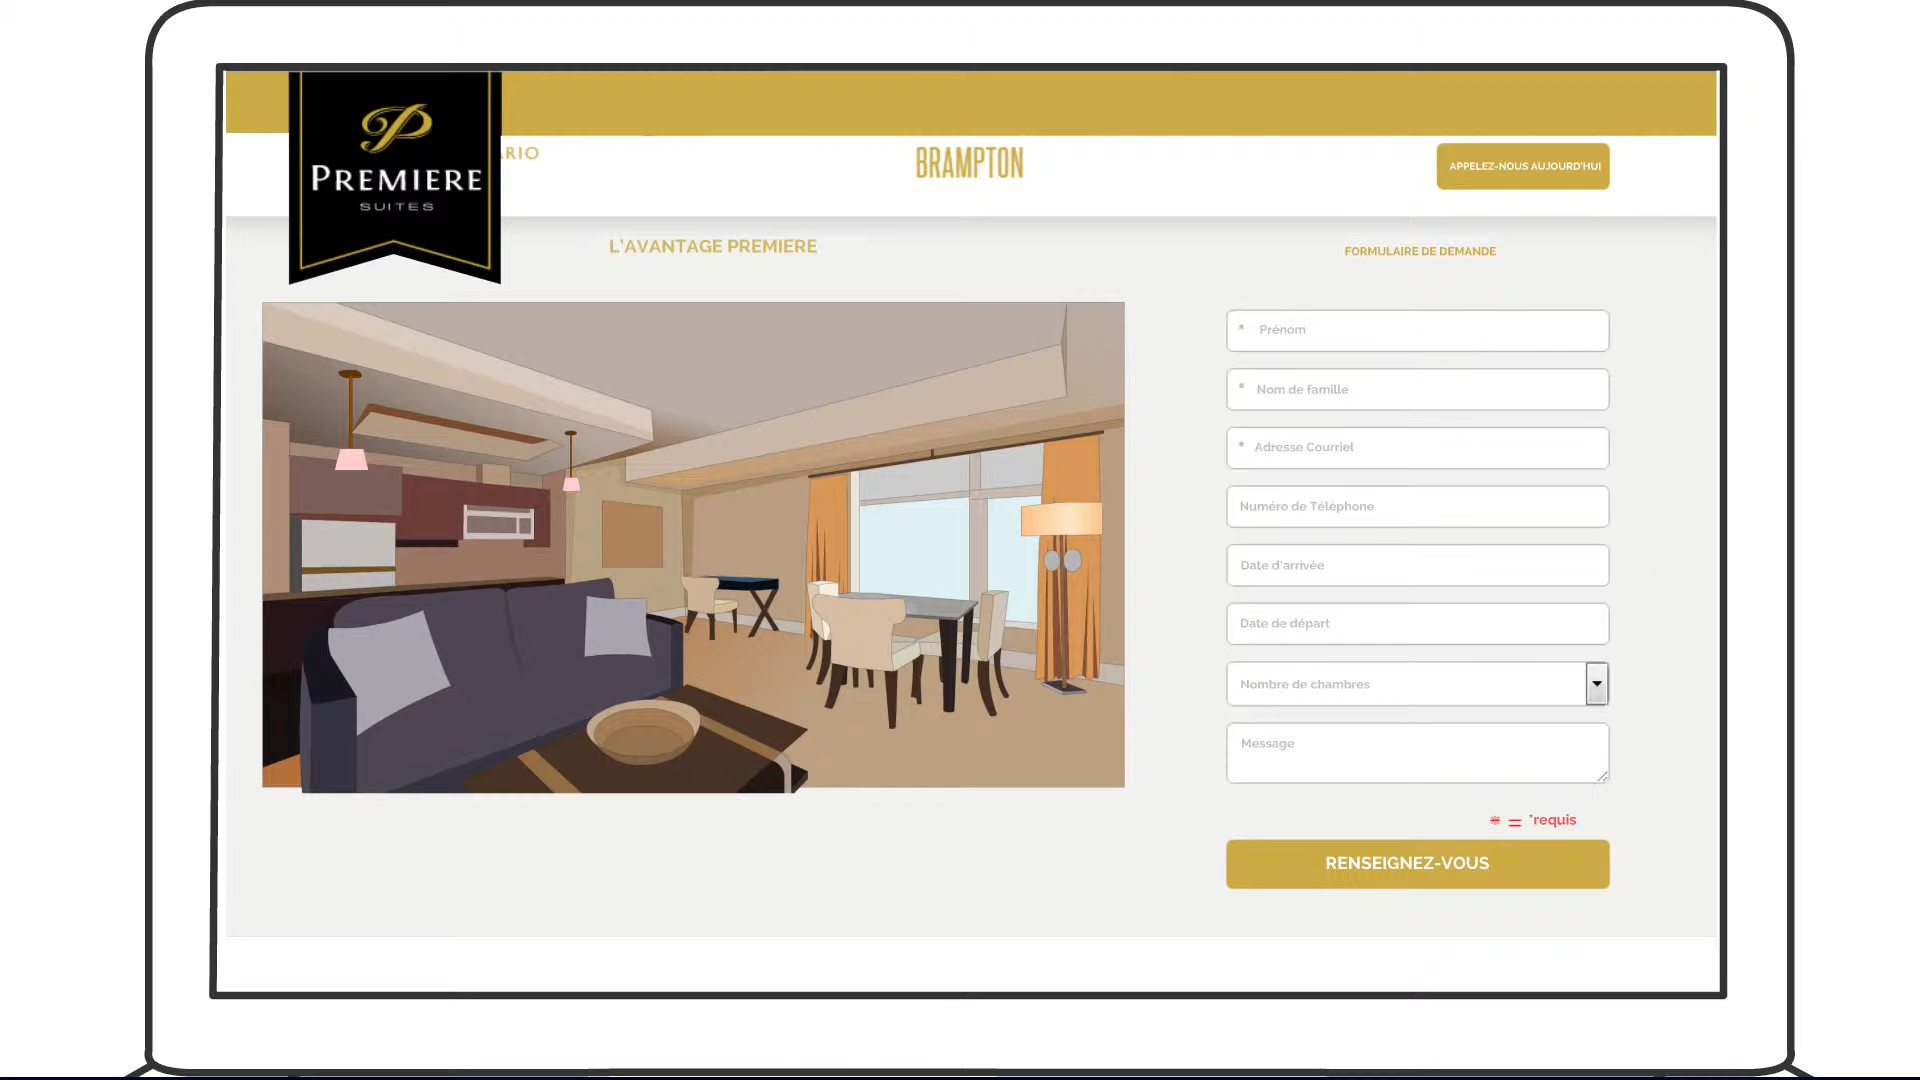 P
PREMIERE
SUITES
RIO
BRAMPTON
APPELEZ-NOUS AUJOURD'HUI
L'AVANTAGE PREMIERE
FORMULAIRE DE DEMANDE
* Prénom
* Nom de famille
* Adresse Courriel
Numéro de Téléphone
Date d'arrivée
Date de départ
Nombre de chambres
Message
* = *requis
RENSEIGNEZ-VOUS